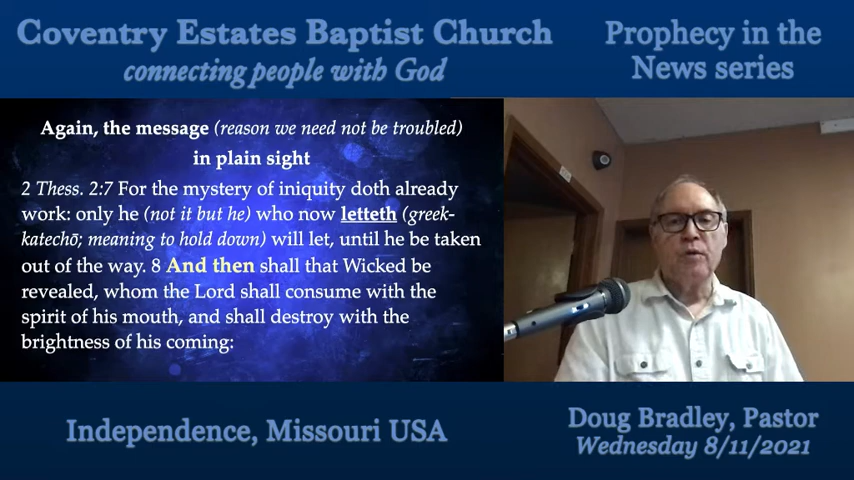 Coventry Estates Baptist Church
connecting people with God
Prophecy in the
News series
Again, the message (reason we need not be troubled)
in plain sight
2 Thess. 2:7 For the mystery of iniquity doth already
work: only he (not it but he) who now letteth (greek-
katechō; meaning to hold down) will let, until he be taken
out of the way. 8 And then shall that Wicked be
revealed, whom the Lord shall consume with the
spirit of his mouth, and shall destroy with the
brightness of his coming:
Independence, Missouri USA
Doug Bradley, Pastor
Wednesday 8/11/2021